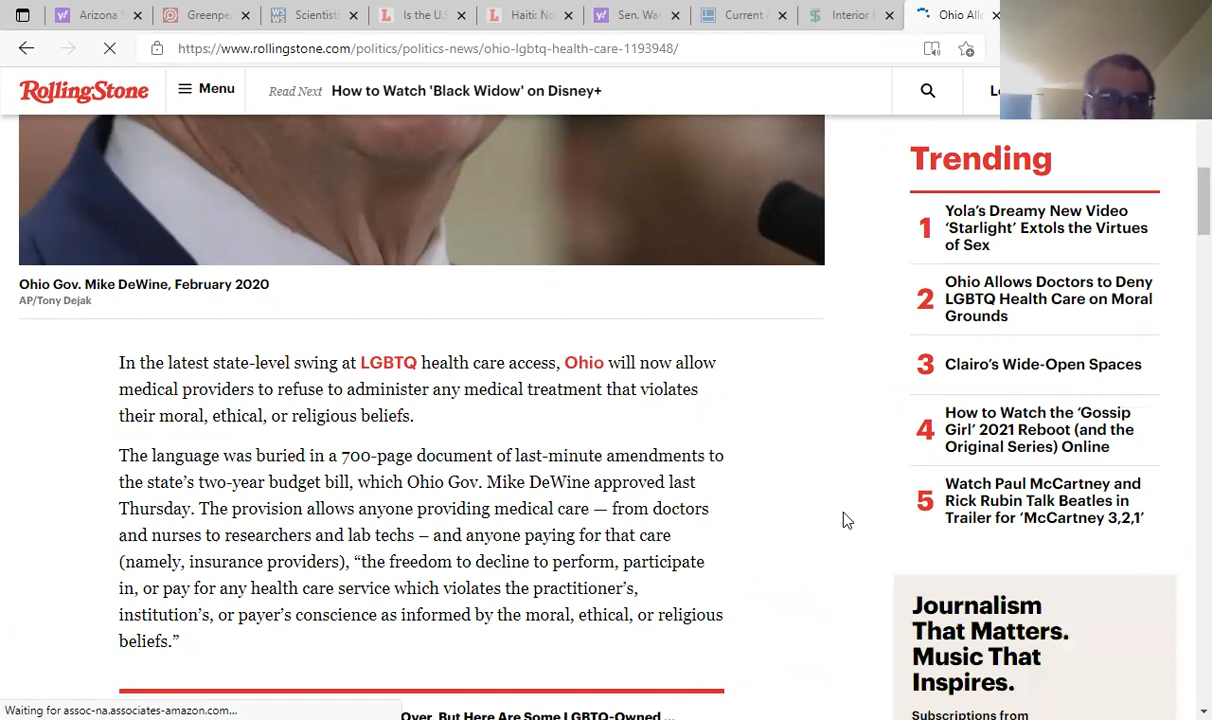 Arizona
Greenpe
Scientists
Is the U.S
Haiti: No
Sen. Wa
Current
Interior
Ohio All
https://www.rollingstone.com/politics/politics-news/ohio-lgbtq-health-care-1193948/
RollingStone
Menu
Read Next How to Watch 'Black Widow' on Disney+
Ohio Gov. Mike DeWine, February 2020
AP/Tony Dejak
In the latest state-level swing at LGBTQ health care access, Ohio will now allow
medical providers to refuse to administer any medical treatment that violates
their moral, ethical, or religious beliefs.
The language was buried in a 700-page document of last-minute amendments to
the state’s two-year budget bill, which Ohio Gov. Mike DeWine approved last
Thursday. The provision allows anyone providing medical care — from doctors
and nurses to researchers and lab techs – and anyone paying for that care
(namely, insurance providers), “the freedom to decline to perform, participate
in, or pay for any health care service which violates the practitioner’s,
institution’s, or payer’s conscience as informed by the moral, ethical, or religious
beliefs.”
Over, But Here Are Some LGBTQ-Owned ...
Trending
1 Yola’s Dreamy New Video
‘Starlight’ Extols the Virtues
of Sex
2 Ohio Allows Doctors to Deny
LGBTQ Health Care on Moral
Grounds
3 Clairo’s Wide-Open Spaces
4 How to Watch the ‘Gossip
Girl’ 2021 Reboot (and the
Original Series) Online
5 Watch Paul McCartney and
Rick Rubin Talk Beatles in
Trailer for ‘McCartney 3,2,1’
Journalism
That Matters.
Music That
Inspires.
Subscriptions from
Waiting for assoc-na.associates-amazon.com...